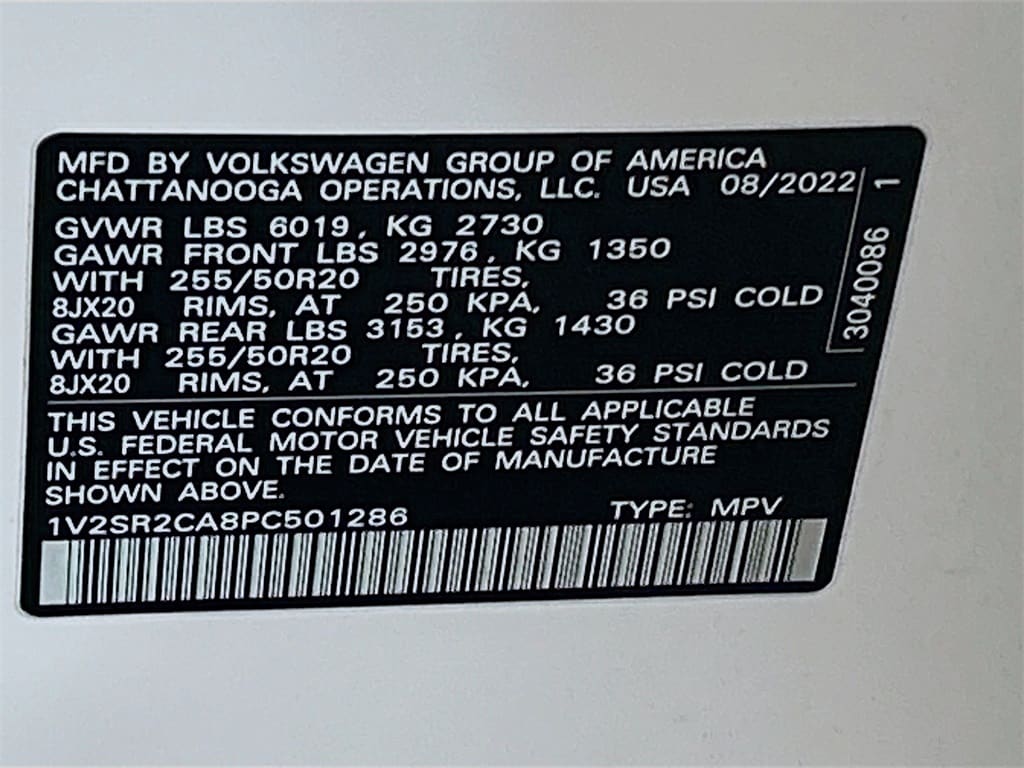 MFD BY VOLKSWAGEN GROUP OF AMERICA
CHATTANOOGA OPERATIONS, LLC. USA 08/2022
GVWR LBS 6019, KG 2730
GAWR FRONT LBS 2976, KG 1350
WITH 255/50R20 TIRES,
8JX20 RIMS, AT 250 KPA, 36 PSI COLD
GAWR REAR LBS 3153, KG 1430
WITH 255/50R20 TIRES,
8JX20 RIMS, AT 250 KPA, 36 PSI COLD
THIS VEHICLE CONFORMS TO ALL APPLICABLE
U.S. FEDERAL MOTOR VEHICLE SAFETY STANDARDS
IN EFFECT ON THE DATE OF MANUFACTURE
SHOWN ABOVE.
1V2SR2CA8PC501286 TYPE: MPV
3040086 1